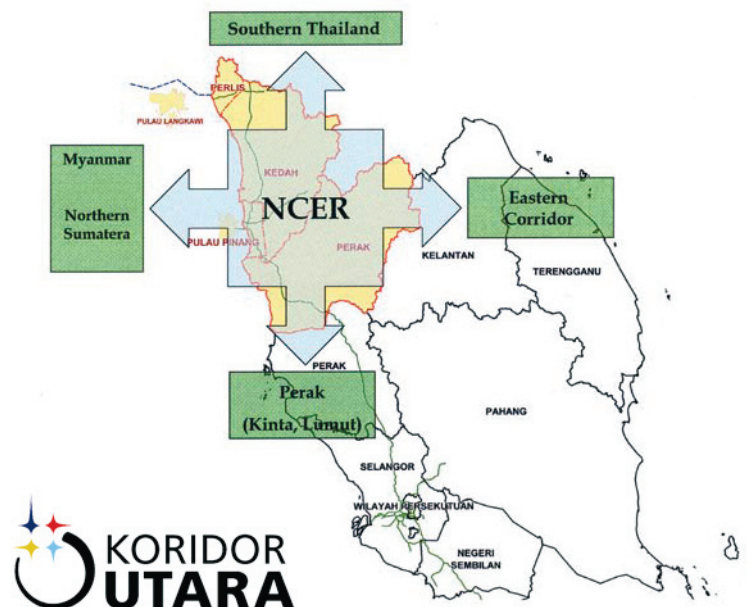 Southern Thailand
PERLIS
PULAU LANGKAWI
Myanmar
Northern
Sumatera
KEDAH
NCER
PULAU PINANG
PERAK
Eastern
Corridor
KELANTAN
TERENGGANU
PERAK
Perak
(Kinta, Lumut)
PAHANG
SELANGOR
WILAYAH PERSEKUTUAN
NEGERI
SEMBILAN
KORIDOR
UTARA